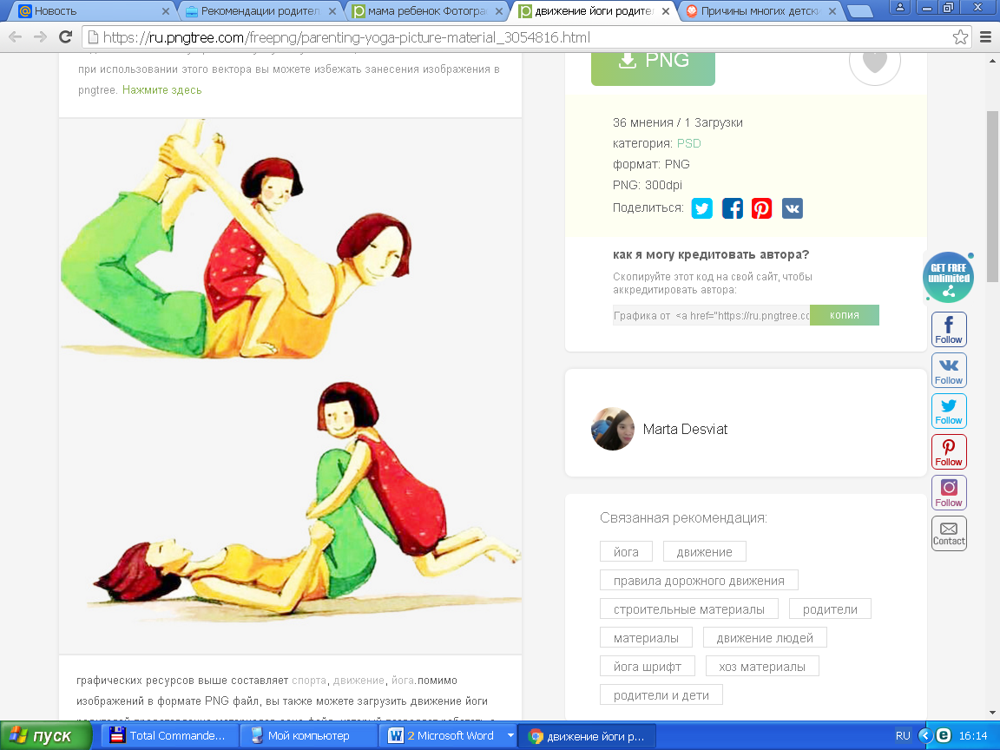 Новость
Рекомендации родител
мама ребенок Фотогра
движение йоги родител
Причины многих детски
https://ru.pngtree.com/freepng/parenting-yoga-picture-material_3054816.html
при использовании этого вектора вы можете избежать занесения изображения в
pngtree. Нажмите здесь
PNG
36 мнения / 1 Загрузки
категория: PSD
формат: PNG
PNG: 300dpi
Поделиться:
как я могу кредитовать автора?
Скопируйте этот код на свой сайт, чтобы
аккредитировать автора:
Графика от <a href="https://ru.pngtree.co
копия
GET FREE
unlimited
Follow
Follow
Follow
Follow
Follow
Contact
Marta Desviat
Связанная рекомендация:
йога
движение
правила дорожного движения
строительные материалы
родители
материалы
движение людей
йога шрифт
хоз материалы
родители и дети
графических ресурсов выше составляет спорта, движение, йога.помимо
изображений в формате PNG файл, вы также можете загрузить движение йоги
пуск
Total Commande...
Мой компьютер
2 Microsoft Word
движение йоги р...
RU
16:14